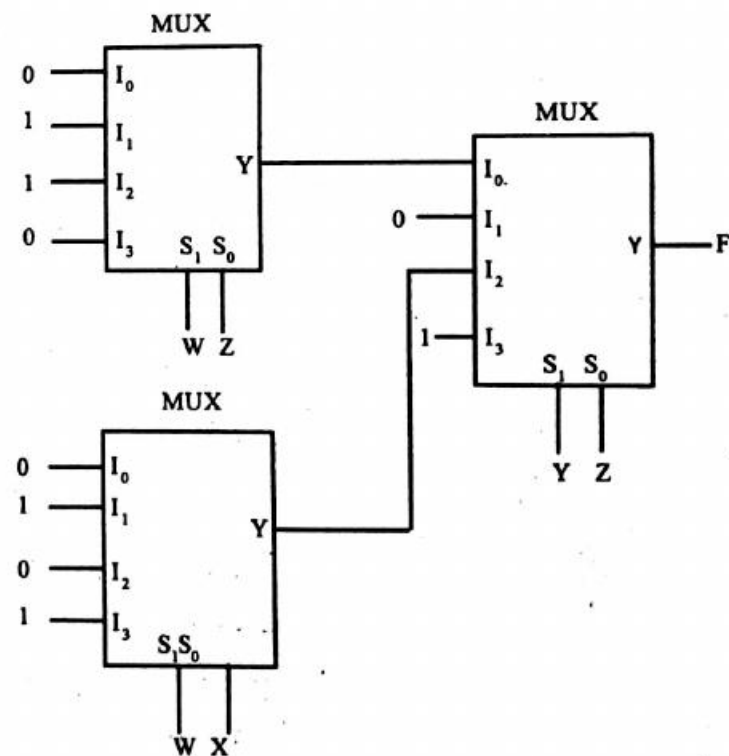 MUX
0 I0
1 I1
1 I2
0 I3
Y
S1 S0
W Z
MUX
I0.
0 I1
I2
1 I3
Y F
S1 S0
Y Z
MUX
0 I0
1 I1
0 I2
1 I3
Y
S1S0
W X